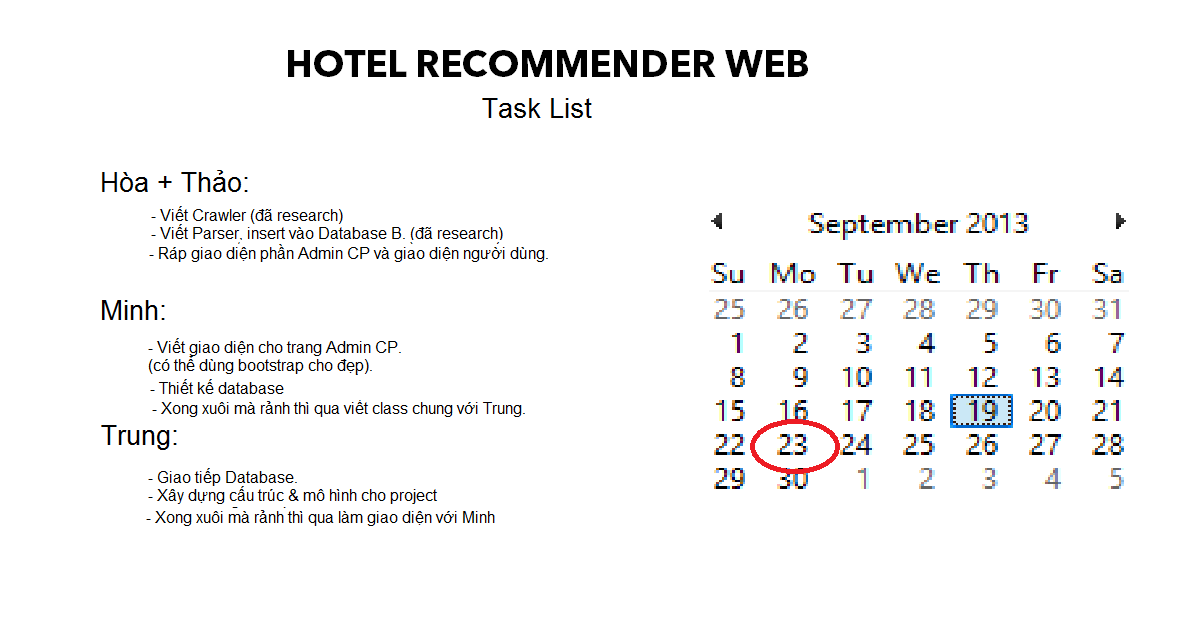 HOTEL RECOMMENDER WEB
Task List
Hòa + Thảo:
- Viết Crawler (đã research)
- Viết Parser, insert vào Database B. (đã research)
- Ráp giao diện phần Admin CP và giao diện người dùng.
Minh:
- Viết giao diện cho trang Admin CP.
(có thể dùng bootstrap cho đẹp).
- Thiết kế database
- Xong xuôi mà rảnh thì qua viết class chung với Trung.
Trung:
- Giao tiếp Database.
- Xây dựng cấu trúc & mô hình cho project
- Xong xuôi mà rảnh thì qua làm giao diện với Minh
September 2013
Su Mo Tu We Th Fr Sa
25 26 27 28 29 30 31
1 2 3 4 5 6 7
8 9 10 11 12 13 14
15 16 17 18 19 20 21
22 23 24 25 26 27 28
29 30 1 2 3 4 5